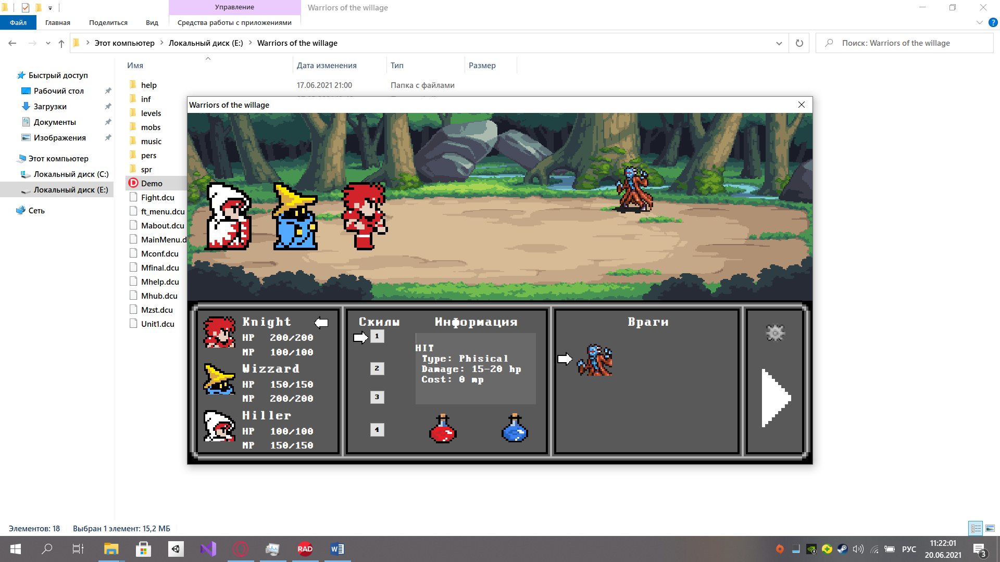 Управление
Warriors of the willage
Файл
Главная
Поделиться
Вид
Средства работы с приложениями
?
Этот компьютер
Локальный диск (E:)
Warriors of the willage
Поиск: Warriors of the willage
Имя
Дата изменения
Тип
Размер
Быстрый доступ
Рабочий стол
Загрузки
Документы
Изображения
Этот компьютер
Локальный диск (C:)
Локальный диск (E:)
Сеть
help
17.06.2021 21:00
Папка с файлами
inf
levels
mobs
music
pers
spr
Demo
Fight.dcu
ft_menu.dcu
Mabout.dcu
MainMenu.d
Mconf.dcu
Mfinal.dcu
Mhelp.dcu
Mhub.dcu
Mzst.dcu
Unit1.dcu
Warriors of the willage
Knight
HP 200/200
MP 100/100
Wizzard
HP 150/150
MP 200/200
Hiller
HP 100/100
MP 150/150
Скилы
1
2
3
4
Информация
HIT
Type: Phisical
Damage: 15-20 hp
Cost: 0 mp
Враги
Элементов: 18
Выбран 1 элемент: 15,2 МБ
RAD
РУС
11:22:01
20.06.2021
3